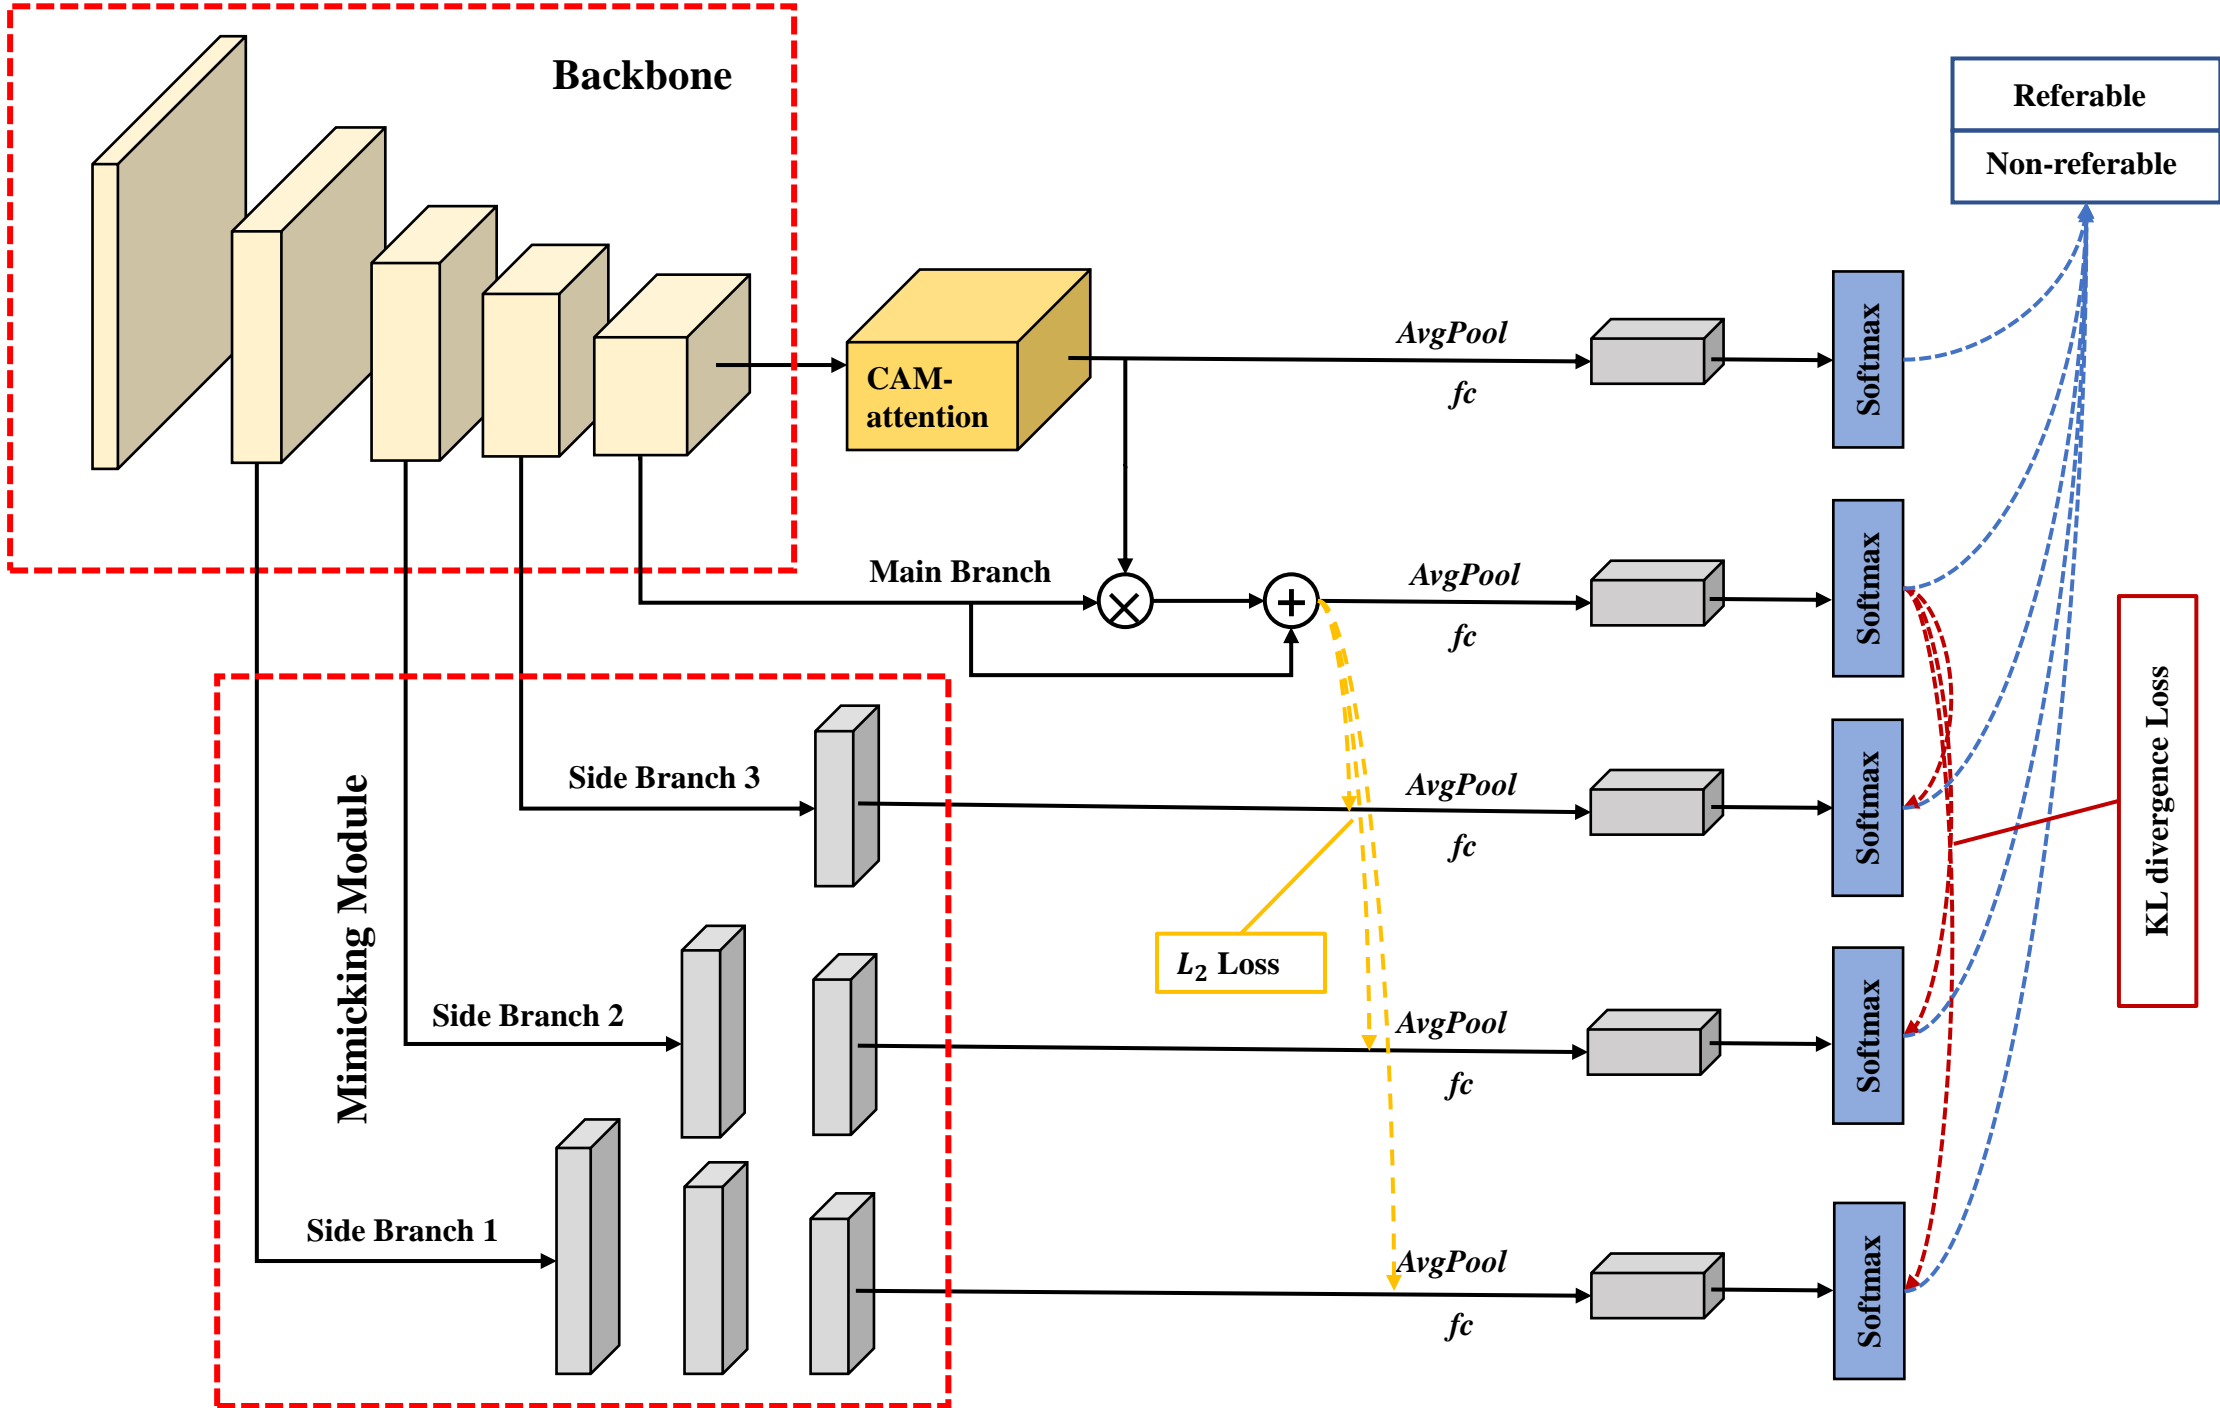 Backbone
Referable
Non-referable
CAM-
attention
AvgPool
fc
Softmax
Main Branch
AvgPool
fc
Softmax
Mimicking Module
Side Branch 3
AvgPool
fc
Softmax
KL divergence Loss
L₂ Loss
Side Branch 2
AvgPool
fc
Softmax
Side Branch 1
AvgPool
fc
Softmax